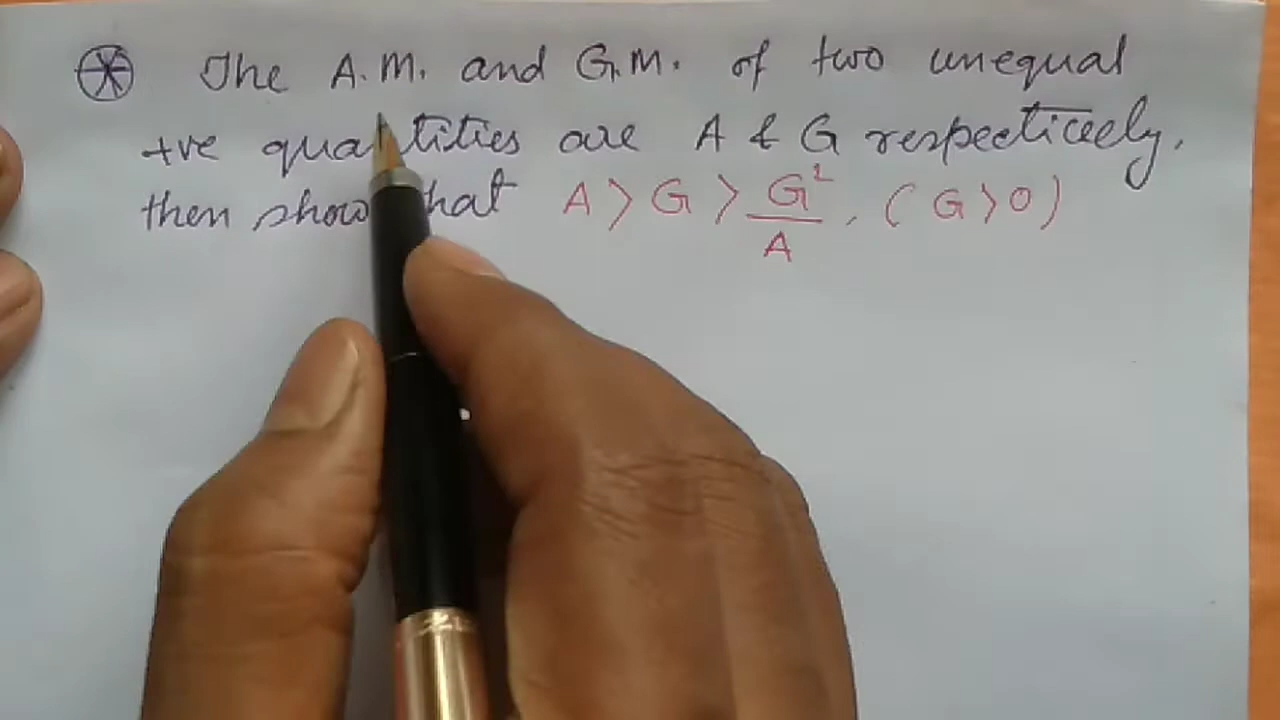 The A.M. and G.M. of two unequal
+ve quantities are A & G respectively,
then show that A > G > G²/A, (G>0)